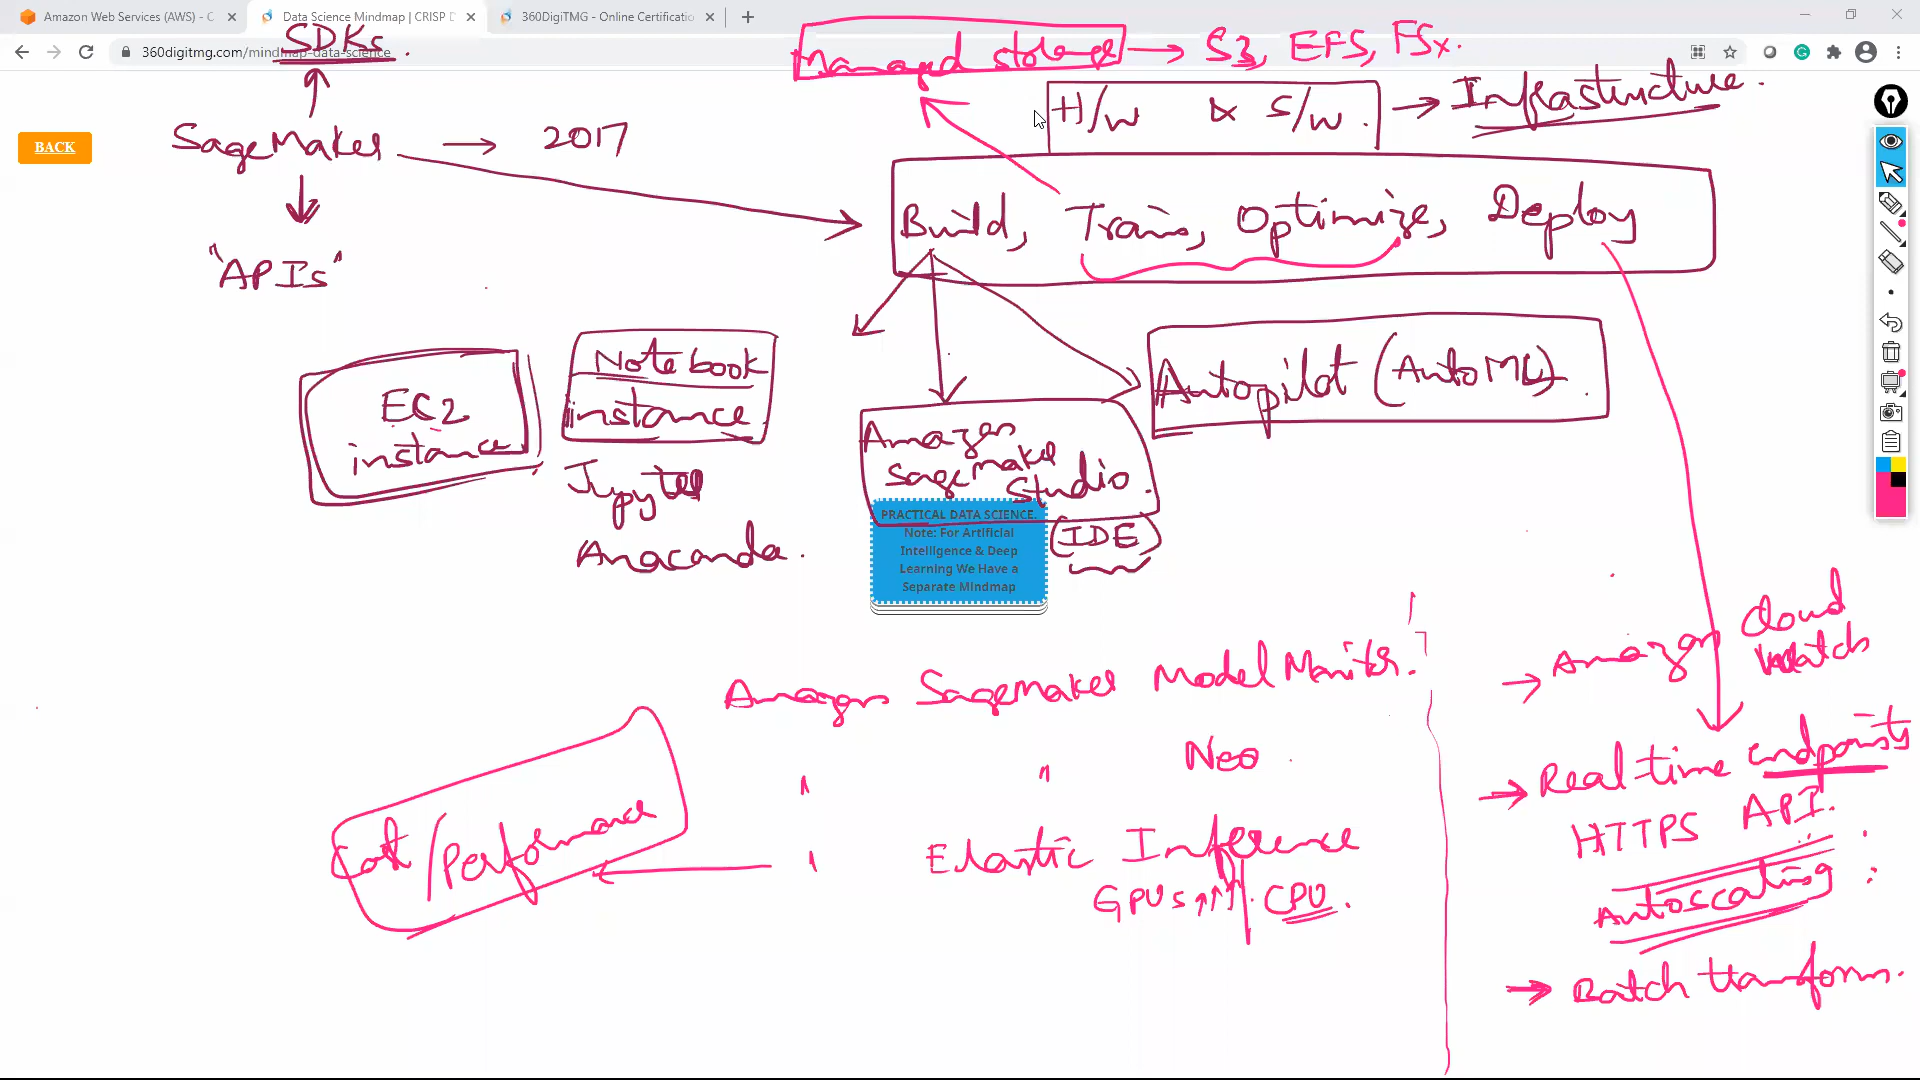 Amazon Web Services (AWS) - C
Data Science Mindmap | CRISP D
360DigiTMG - Online Certificatio
360digitmg.com/mindmap-data-science
SDKs.
Managed storage → S3, EFS, FSx.
H/W & S/W. → Infrastucture.
BACK
SageMaker → 2017
Build, Train, Optimize, Deploy
"APIs"
EC2
instance
Notebook
instance
Jupyter
Anaconda.
Amazon
SageMaker
Studio.
(IDE)
Autopilot (AutoML).
PRACTICAL DATA SCIENCE.
Note: For Artificial
Intelligence & Deep
Learning We Have a
Separate Mindmap
Amazon SageMaker Model Monitor.
" " Neo.
" Elastic Inference
GPUs↑↑↑ . CPU.
Cost/Performance
→ Amazon Cloud
Watch
→ Real time endpoints
HTTPS API.
Autoscaling
→ Batch transform.